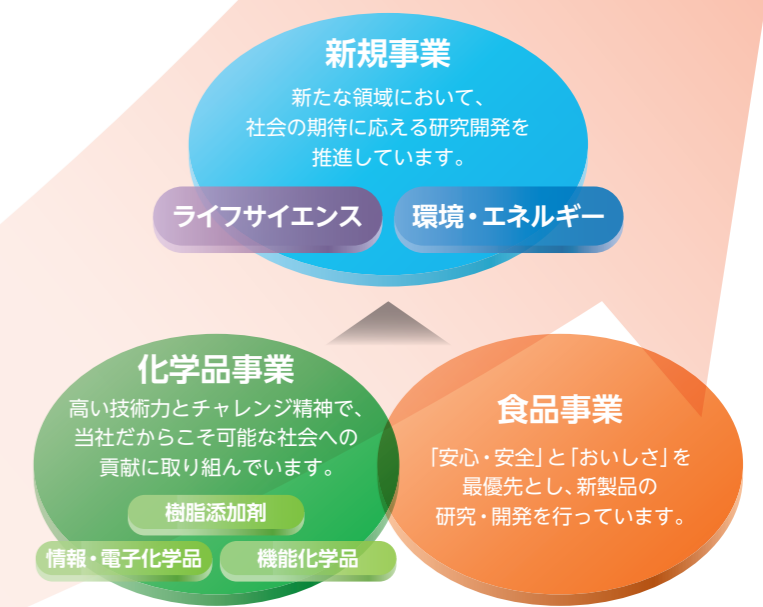 新規事業
新たな領域において、
社会の期待に応える研究開発を
推進しています。
ライフサイエンス
環境・エネルギー
化学品事業
高い技術力とチャレンジ精神で、
当社だからこそ可能な社会への
貢献に取り組んでいます。
樹脂添加剤
情報・電子化学品
機能化学品
食品事業
「安心・安全」と「おいしさ」を
最優先とし、新製品の
研究・開発を行っています。